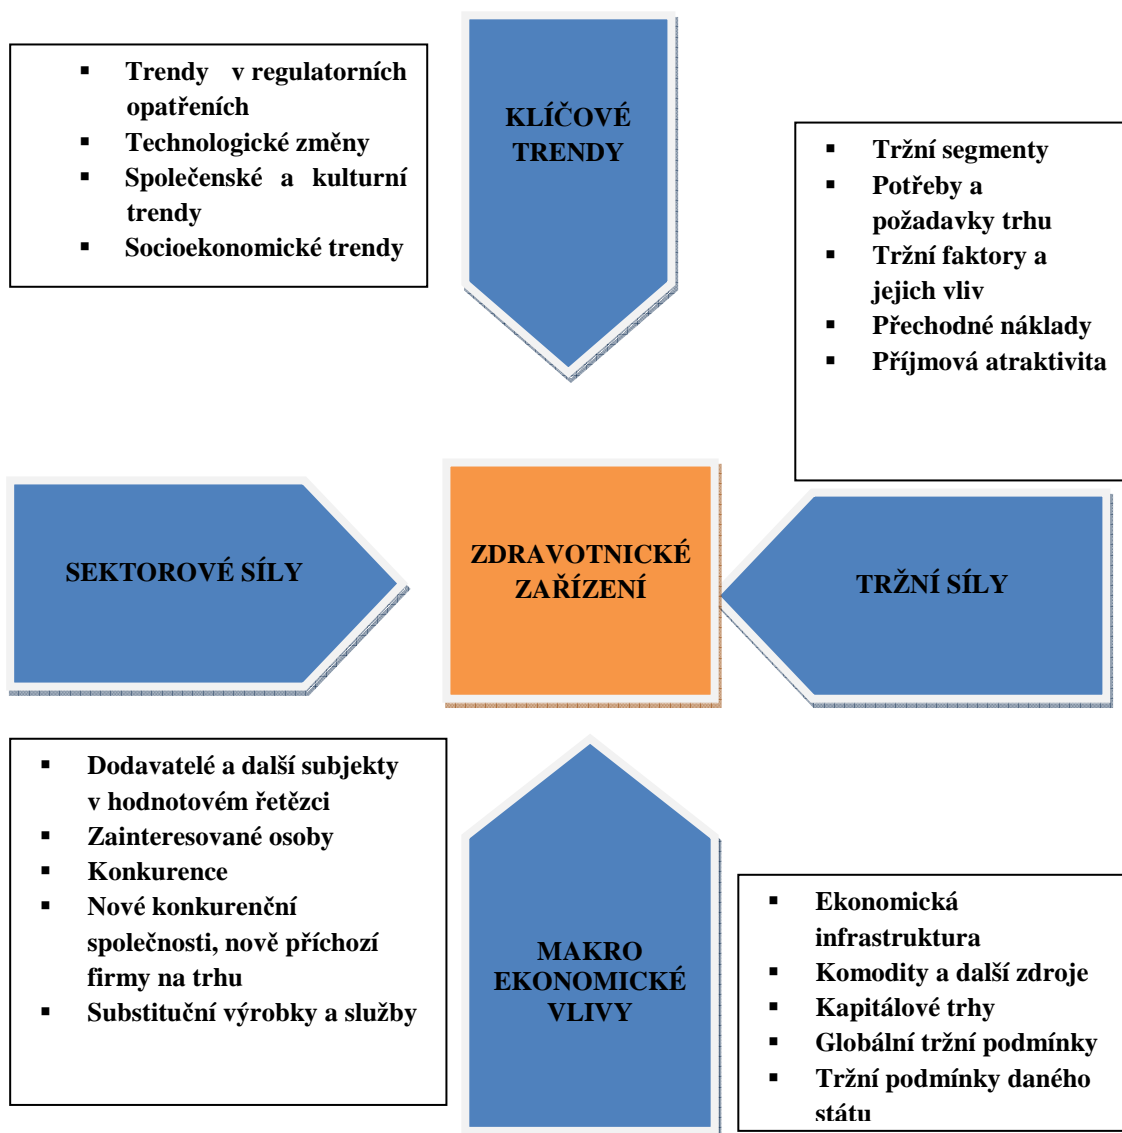 ▪ Trendy v regulatorních
opatřeních
▪ Technologické změny
▪ Společenské a kulturní
trendy
▪ Socioekonomické trendy
KLÍČOVÉ
TRENDY
▪ Tržní segmenty
▪ Potřeby a
požadavky trhu
▪ Tržní faktory a
jejich vliv
▪ Přechodné náklady
▪ Příjmová atraktivita
SEKTOROVÉ SÍLY
ZDRAVOTNICKÉ
ZAŘÍZENÍ
TRŽNÍ SÍLY
▪ Dodavatelé a další subjekty
v hodnotovém řetězci
▪ Zainteresované osoby
▪ Konkurence
▪ Nové konkurenční
společnosti, nově příchozí
firmy na trhu
▪ Substituční výrobky a služby
MAKRO
EKONOMICKÉ
VLIVY
▪ Ekonomická
infrastruktura
▪ Komodity a další zdroje
▪ Kapitálové trhy
▪ Globální tržní podmínky
▪ Tržní podmínky daného
státu